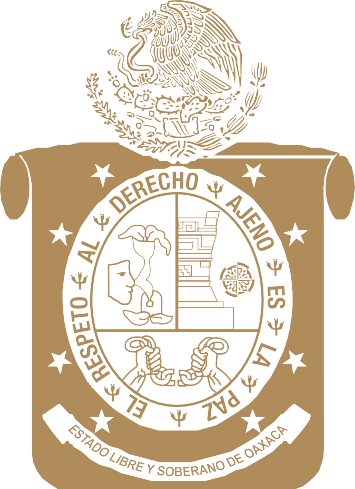 EL RESPETO AL DERECHO AJENO ES LA PAZ
ESTADO LIBRE Y SOBERANO DE OAXACA